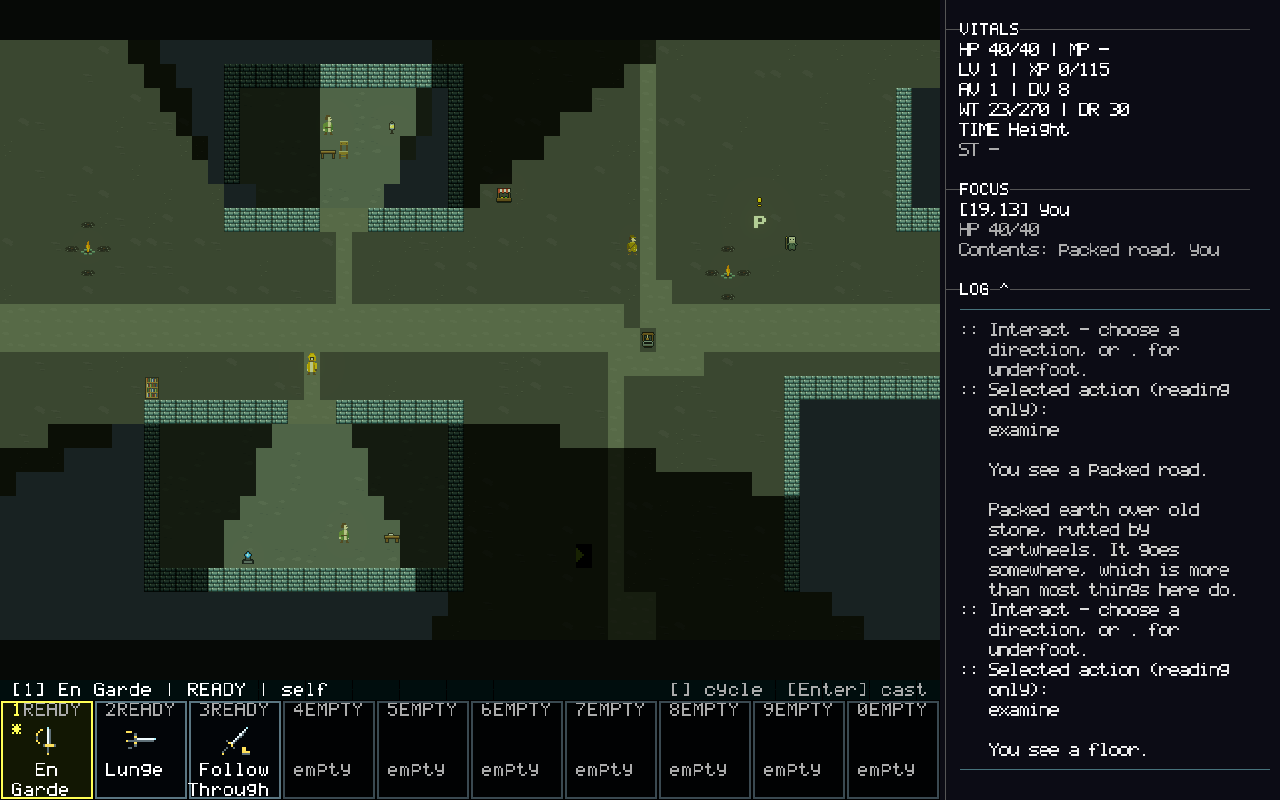 VITALS
HP 40/40 | MP -
LV 1 | XP 0/115
AV 1 | DV 8
WT 23/270 | DR 30
TIME Height
ST -
FOCUS
[19,13] You
HP 40/40
Contents: Packed road, You
LOG ^
:: Interact - choose a
direction, or . for
underfoot.
:: Selected action (reading
only):
examine
You see a Packed road.
Packed earth over old
stone, rutted by
cartwheels. It goes
somewhere, which is more
than most things here do.
:: Interact - choose a
direction, or . for
underfoot.
:: Selected action (reading
only):
examine
You see a floor.
P
[1] En Garde | READY | self
[] cycle [Enter] cast
1READY 2READY 3READY 4EMPTY 5EMPTY 6EMPTY 7EMPTY 8EMPTY 9EMPTY 0EMPTY
*
En Garde
Lunge
Follow Through
empty empty empty empty empty empty empty